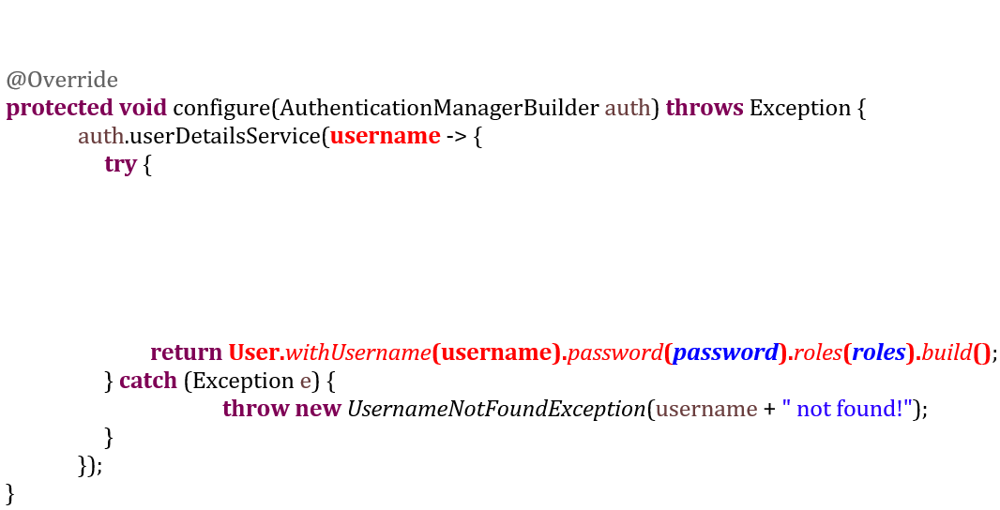 @Override
protected void configure(AuthenticationManagerBuilder auth) throws Exception {
auth.userDetailsService(username -> {
try {
return User.withUsername(username).password(password).roles(roles).build();
} catch (Exception e) {
throw new UsernameNotFoundException(username + " not found!");
}
});
}